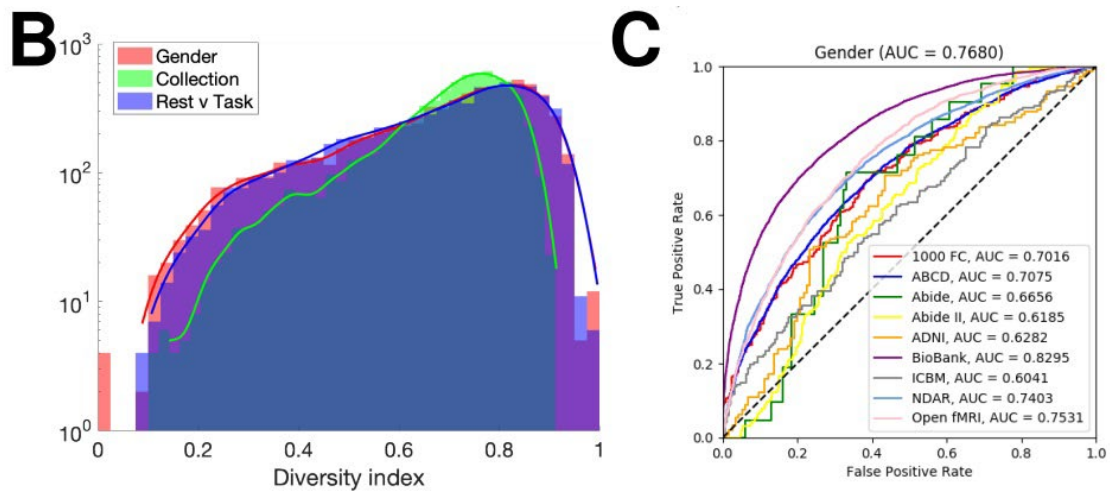 B
10³
Gender
Collection
Rest v Task
10²
10¹
10⁰
0
0.2
0.4
0.6
0.8
1
Diversity index
C
Gender (AUC = 0.7680)
1.0
0.8
0.6
0.4
0.2
0.0
True Positive Rate
1000 FC, AUC = 0.7016
ABCD, AUC = 0.7075
Abide, AUC = 0.6656
Abide II, AUC = 0.6185
ADNI, AUC = 0.6282
BioBank, AUC = 0.8295
ICBM, AUC = 0.6041
NDAR, AUC = 0.7403
Open fMRI, AUC = 0.7531
0.0
0.2
0.4
0.6
0.8
1.0
False Positive Rate